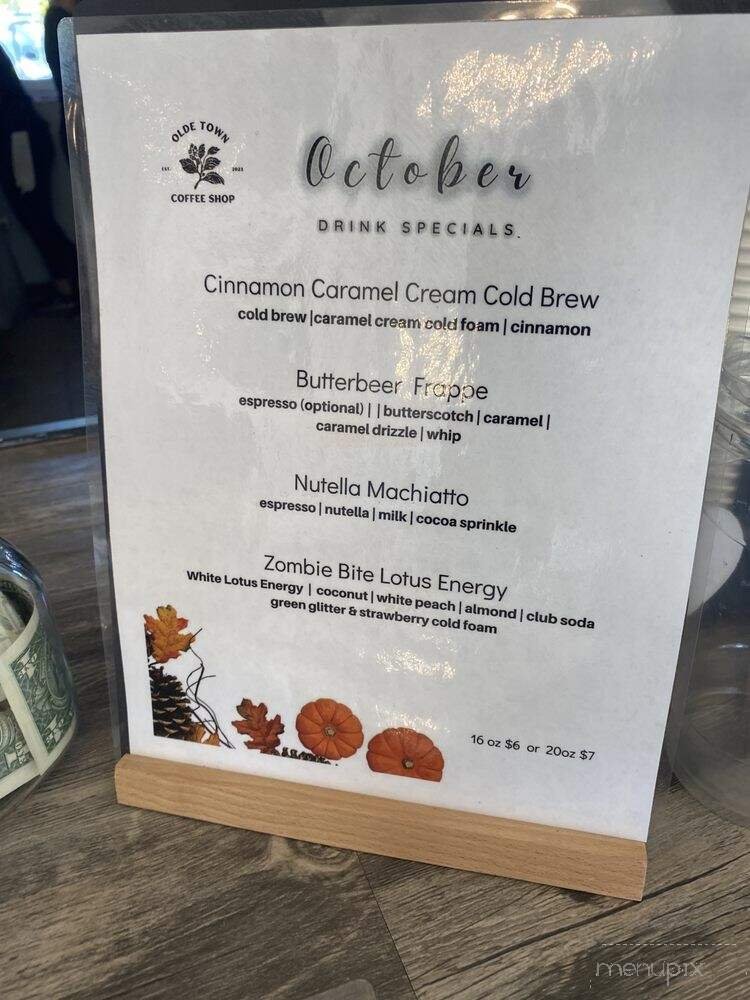 OLDE TOWN
EST. 2021
COFFEE SHOP
October
DRINK SPECIALS.
Cinnamon Caramel Cream Cold Brew
cold brew |caramel cream cold foam | cinnamon
Butterbeer Frappe
espresso (optional) | | butterscotch | caramel |
caramel drizzle | whip
Nutella Machiatto
espresso | nutella | milk | cocoa sprinkle
Zombie Bite Lotus Energy
White Lotus Energy | coconut | white peach | almond | club soda
green glitter & strawberry cold foam
16 oz $6 or 20oz $7
menupix